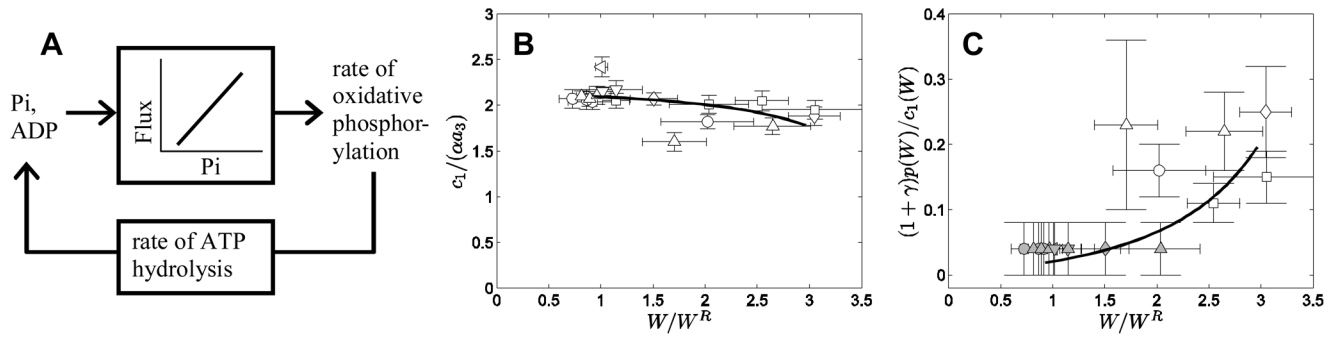 A
Pi,
ADP
Flux
Pi
rate of
oxidative
phosphor-
ylation
rate of ATP
hydrolysis
B
3
2.5
2
1.5
1
0.5
0
c₁/(αa₃)
0
0.5
1
1.5
2
2.5
3
3.5
W/Wᴿ
C
0.4
0.3
0.2
0.1
0
(1 + γ)p(W)/c₁(W)
0
0.5
1
1.5
2
2.5
3
3.5
W/Wᴿ